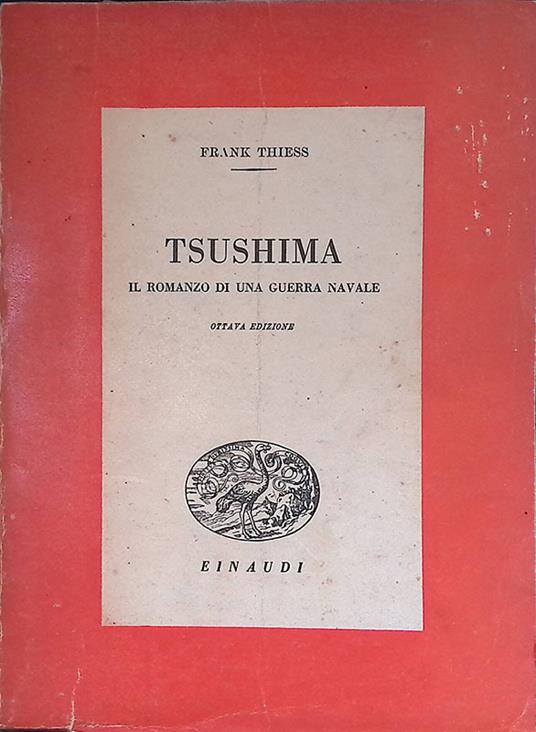 FRANK THIESS
TSUSHIMA
IL ROMANZO DI UNA GUERRA NAVALE
OTTAVA EDIZIONE
EINAUDI